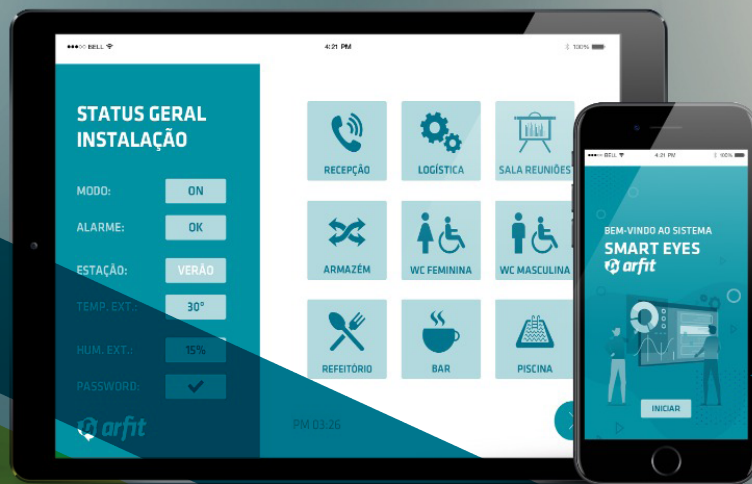 BELL
4:21 PM
100%
STATUS GERAL
INSTALAÇÃO
MODO: ON
ALARME: OK
ESTAÇÃO: VERÃO
TEMP. EXT.: 30°
HUM. EXT.: 15%
PASSWORD:
arfit
RECEPÇÃO
LOGÍSTICA
SALA REUNIÕES
ARMAZÉM
WC FEMININA
WC MASCULINA
REFEITÓRIO
BAR
PISCINA
PM 03:26
BELL
4:21 PM
100%
BEM-VINDO AO SISTEMA
SMART EYES
arfit
INICIAR